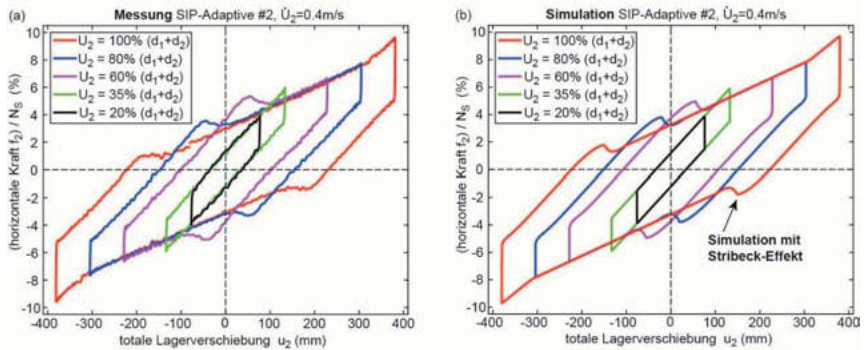 (a)
Messung SIP-Adaptive #2, U̇₂=0.4m/s
(horizontale Kraft f₂) / Nₛ (%)
10
8
6
4
2
0
-2
-4
-6
-8
-10
U₂ = 100% (d₁+d₂)
U₂ = 80% (d₁+d₂)
U₂ = 60% (d₁+d₂)
U₂ = 35% (d₁+d₂)
U₂ = 20% (d₁+d₂)
-400 -300 -200 -100 0 100 200 300 400
totale Lagerverschiebung u₂ (mm)
(b)
Simulation SIP-Adaptive #2, U̇₂=0.4m/s
(horizontale Kraft f₂) / Nₛ (%)
10
8
6
4
2
0
-2
-4
-6
-8
-10
U₂ = 100% (d₁+d₂)
U₂ = 80% (d₁+d₂)
U₂ = 60% (d₁+d₂)
U₂ = 35% (d₁+d₂)
U₂ = 20% (d₁+d₂)
Simulation mit
Stribeck-Effekt
-400 -300 -200 -100 0 100 200 300 400
totale Lagerverschiebung u₂ (mm)